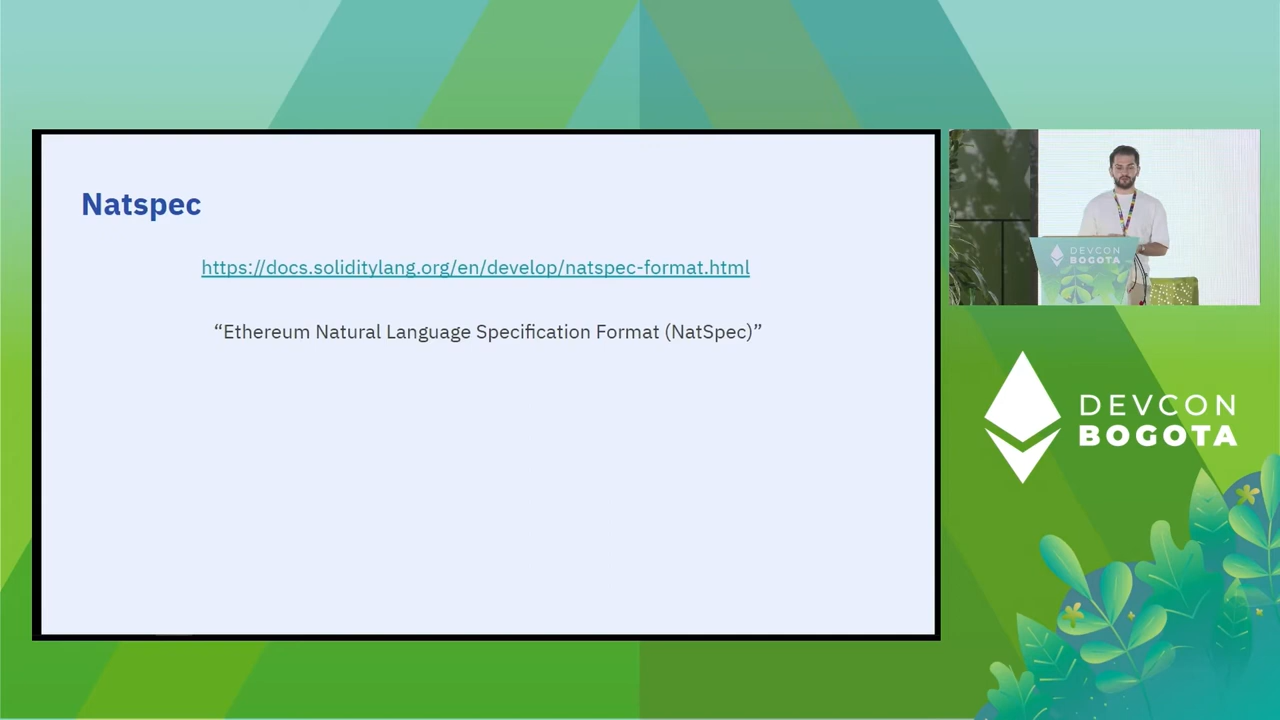 Natspec
https://docs.soliditylang.org/en/develop/natspec-format.html
“Ethereum Natural Language Specification Format (NatSpec)”
DEVCON
BOGOTA
DEVCON
BOGOTA